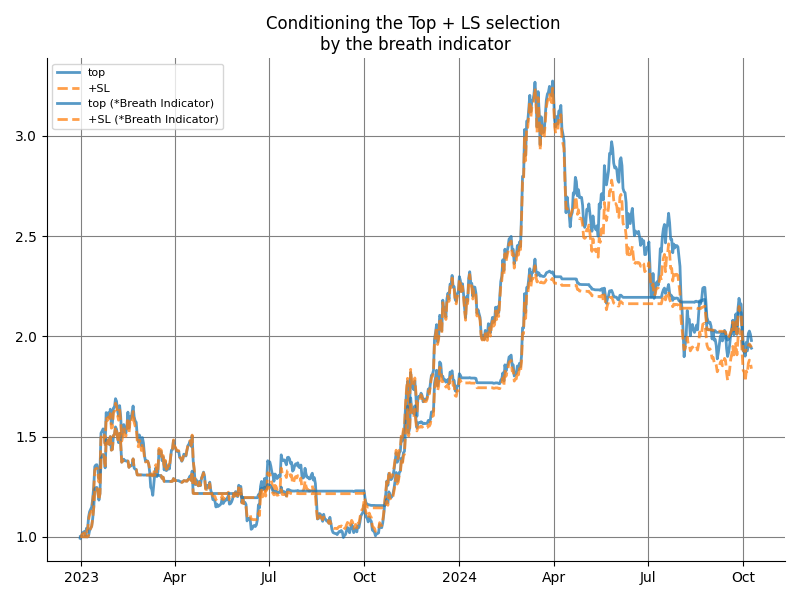 Conditioning the Top + LS selection
by the breath indicator
top
+SL
top (*Breath Indicator)
+SL (*Breath Indicator)
3.0
2.5
2.0
1.5
1.0
2023
Apr
Jul
Oct
2024
Apr
Jul
Oct